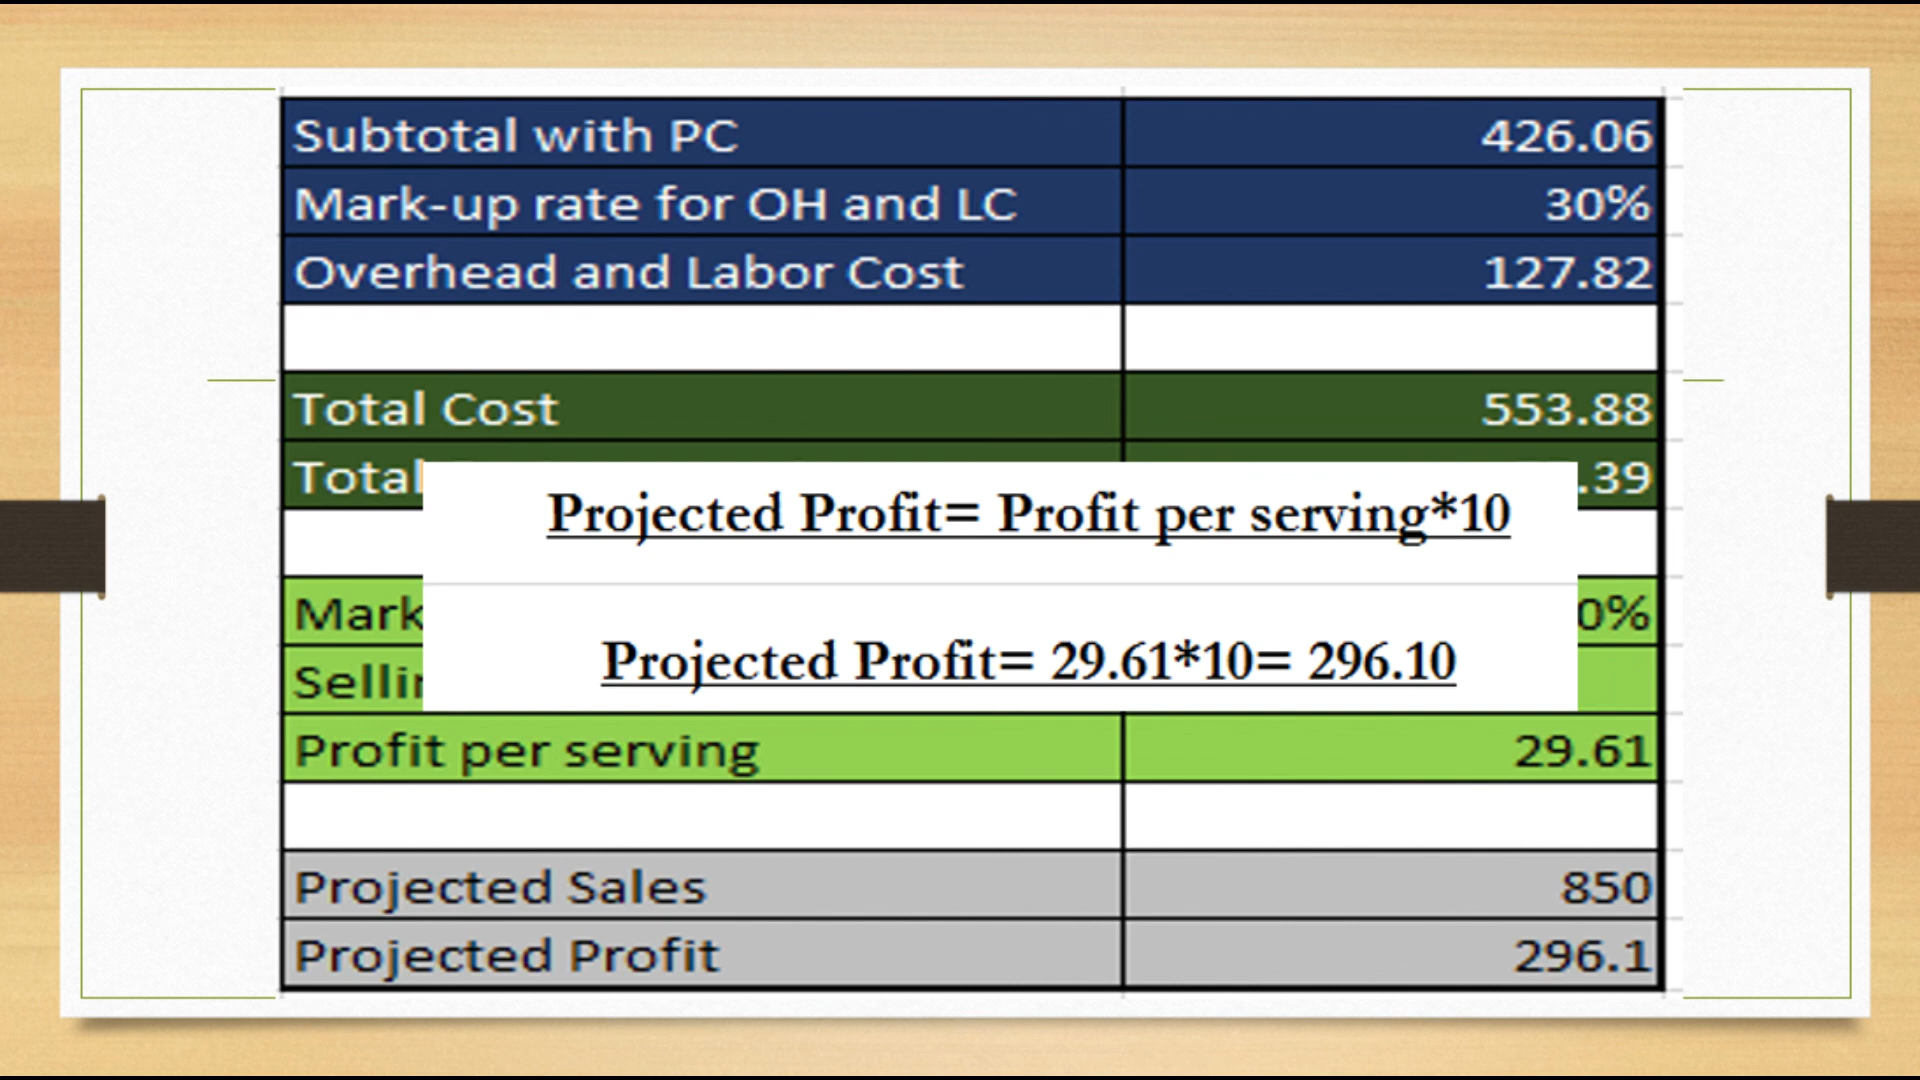 Subtotal with PC 426.06
Mark-up rate for OH and LC 30%
Overhead and Labor Cost 127.82
Total Cost 553.88
Total .39
Projected Profit= Profit per serving*10
Mark 0%
Projected Profit= 29.61*10= 296.10
Profit per serving 29.61
Projected Sales 850
Projected Profit 296.1